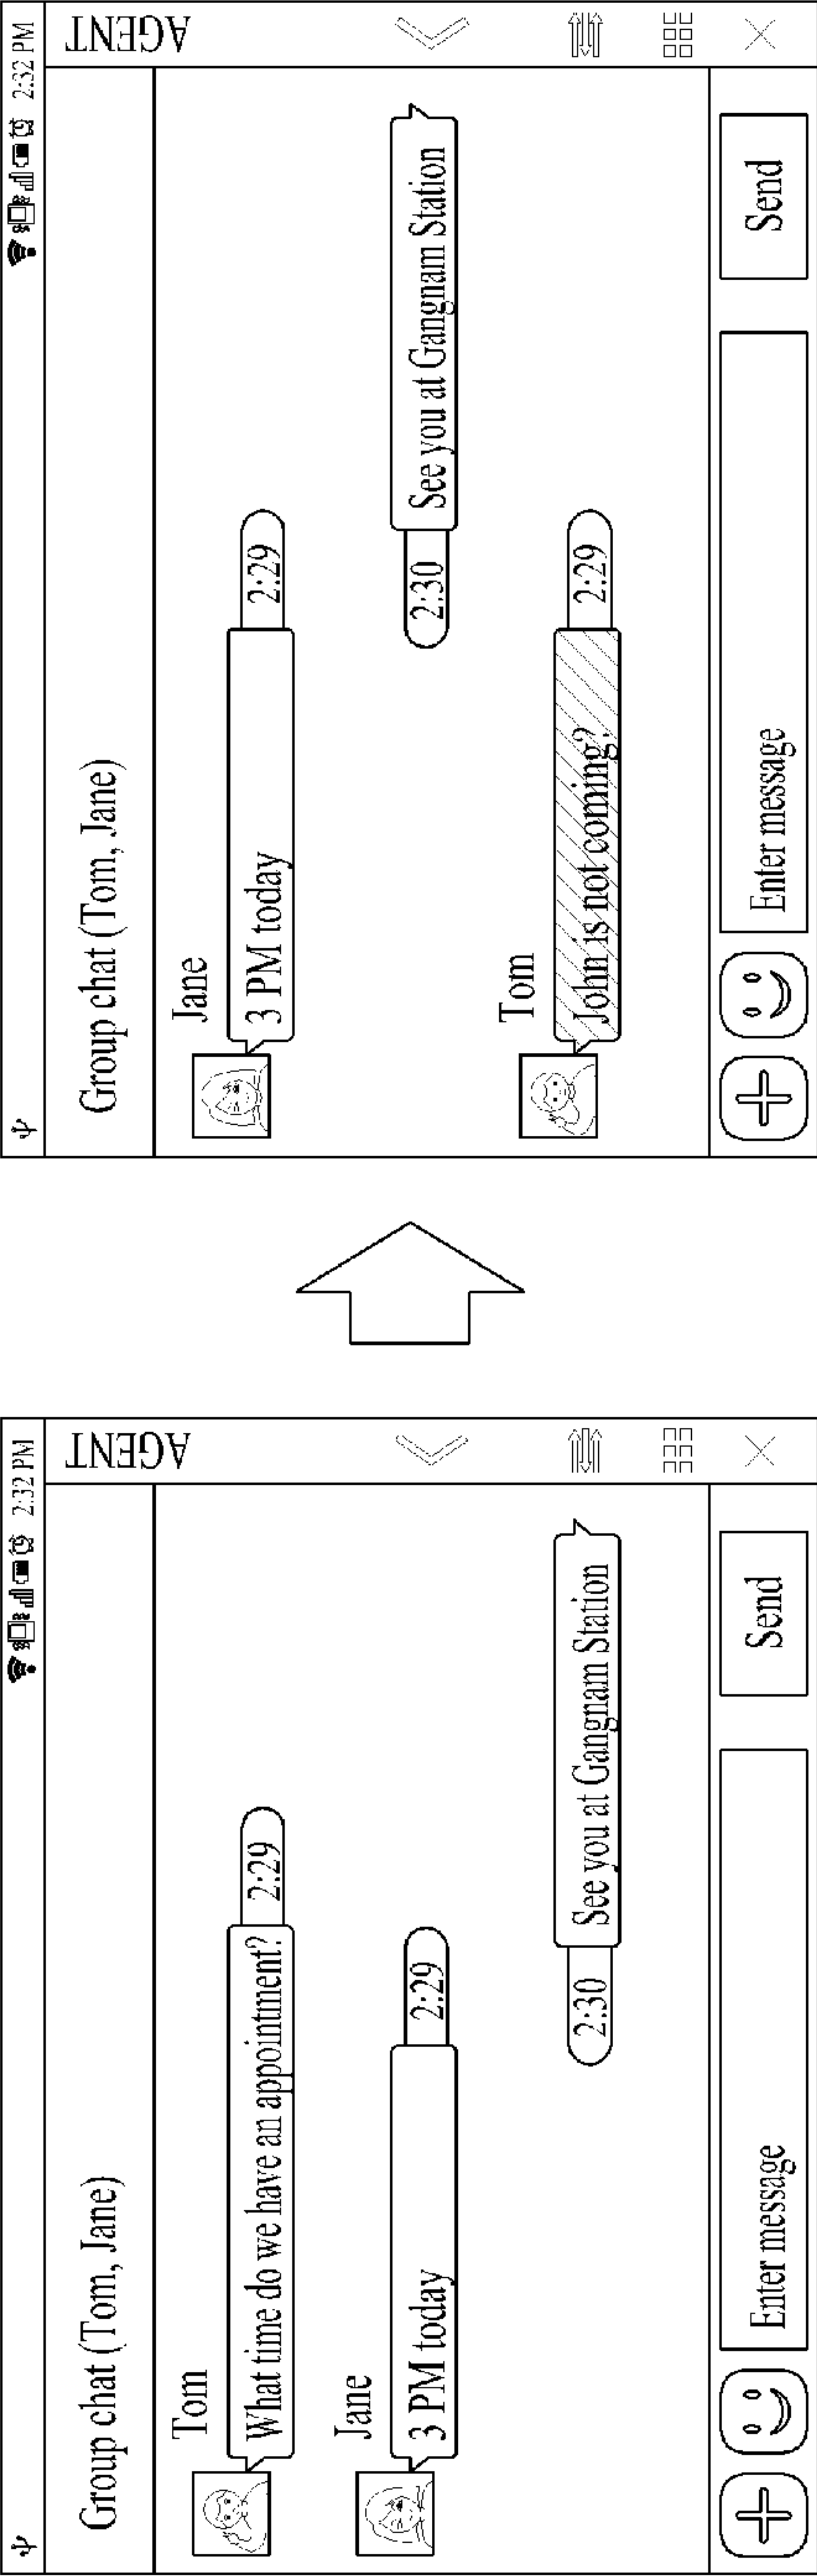 2:32 PM
Group chat (Tom, Jane)
AGENT
Tom
What time do we have an appointment?
2:29
Jane
3 PM today
2:29
2:30
See you at Gangnam Station
Enter message
Send
2:32 PM
Group chat (Tom, Jane)
AGENT
Jane
3 PM today
2:29
2:30
See you at Gangnam Station
Tom
John is not coming?
2:29
Enter message
Send